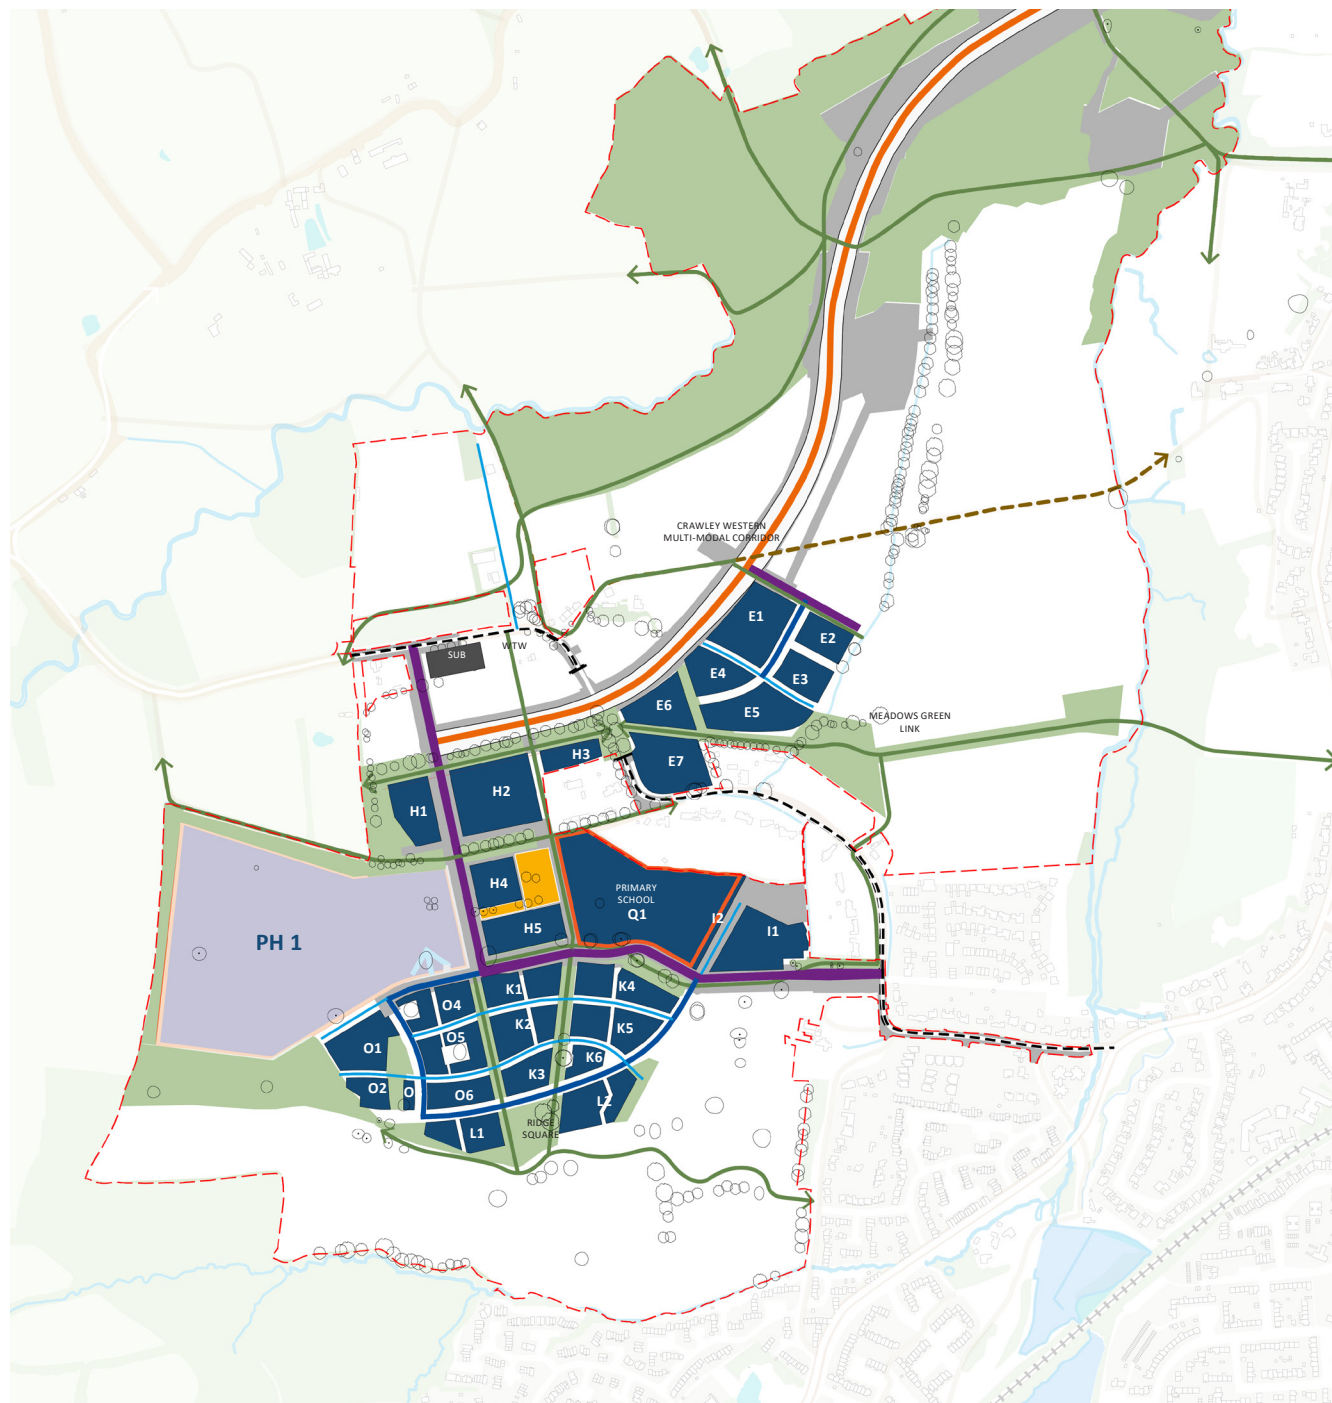 CRAWLEY WESTERN
MULTI-MODAL CORRIDOR
E1
E2
SUB
WTW
E4
E3
E6
E5
MEADOWS GREEN
LINK
H3
E7
H2
H1
H4
PRIMARY
SCHOOL
Q1
I2
H5
I1
PH 1
K1
K4
O4
K2
K5
O5
O1
K6
K3
O2
O
O6
L2
RIDGE
SQUARE
L1